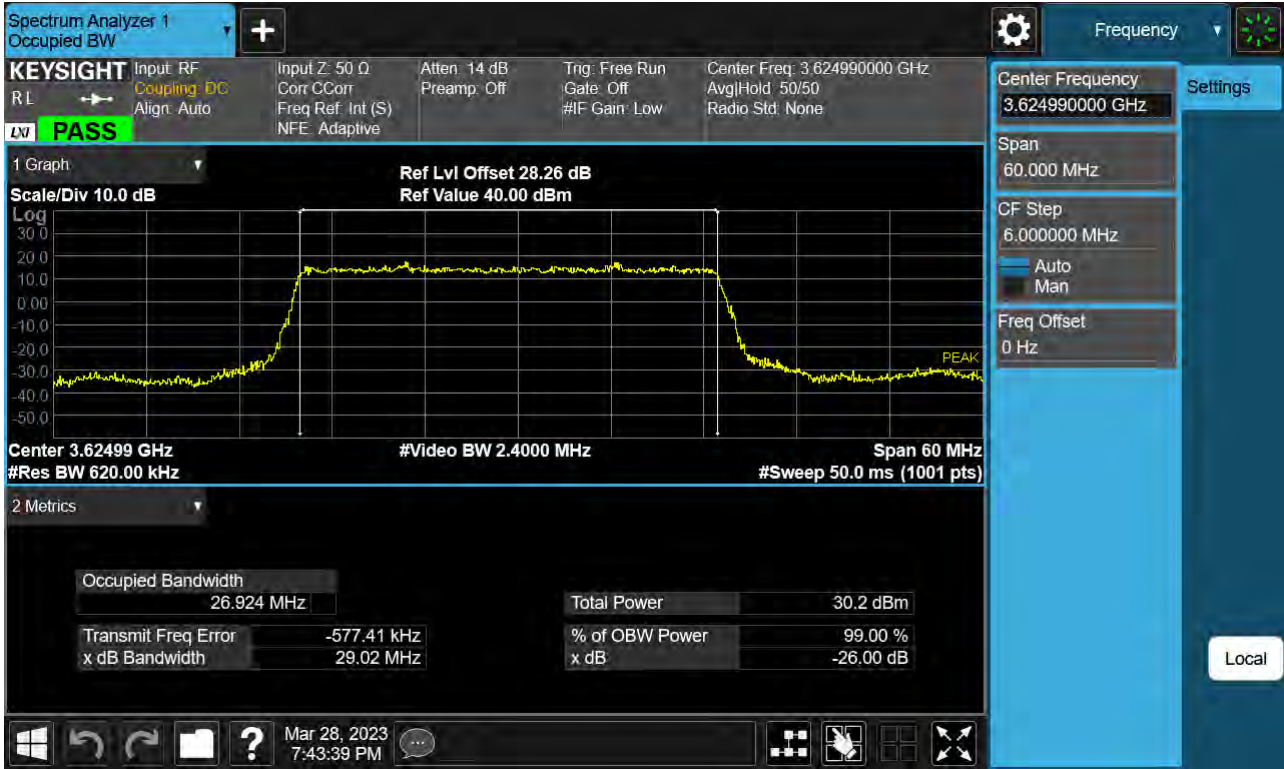 Spectrum Analyzer 1
Occupied BW
+
Frequency
KEYSIGHT
RL
LXI
PASS
Input: RF
Coupling: DC
Align: Auto
Input Z: 50 Ω
Corr CCorr
Freq Ref: Int (S)
NFE: Adaptive
Atten: 14 dB
Preamp: Off
Trig: Free Run
Gate: Off
#IF Gain: Low
Center Freq: 3.624990000 GHz
Avg|Hold: 50/50
Radio Std: None
Center Frequency
3.624990000 GHz
Settings
Span
60.000 MHz
CF Step
6.000000 MHz
Auto
Man
Freq Offset
0 Hz
Local
1 Graph
Scale/Div 10.0 dB
Ref Lvl Offset 28.26 dB
Ref Value 40.00 dBm
Log
30.0
20.0
10.0
0.00
-10.0
-20.0
-30.0
-40.0
-50.0
PEAK
Center 3.62499 GHz
#Video BW 2.4000 MHz
Span 60 MHz
#Res BW 620.00 kHz
#Sweep 50.0 ms (1001 pts)
2 Metrics
Occupied Bandwidth
26.924 MHz
Total Power 30.2 dBm
Transmit Freq Error -577.41 kHz
% of OBW Power 99.00 %
x dB Bandwidth 29.02 MHz
x dB -26.00 dB
?
Mar 28, 2023
7:43:39 PM